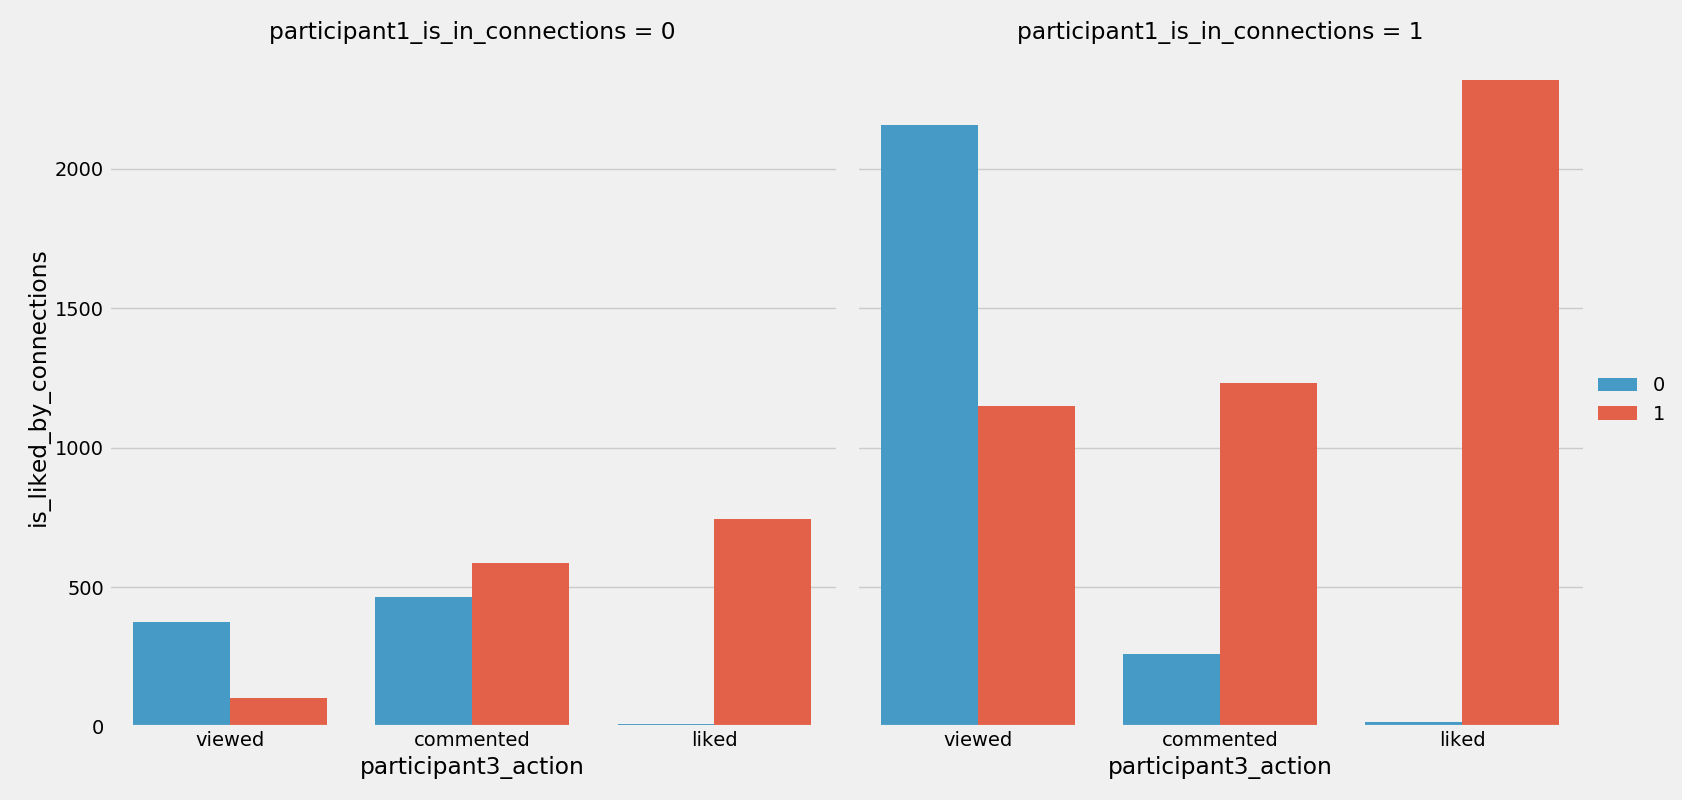 participant1_is_in_connections = 0
participant1_is_in_connections = 1
is_liked_by_connections
2000
1500
1000
500
0
viewed
commented
liked
participant3_action
viewed
commented
liked
participant3_action
0
1